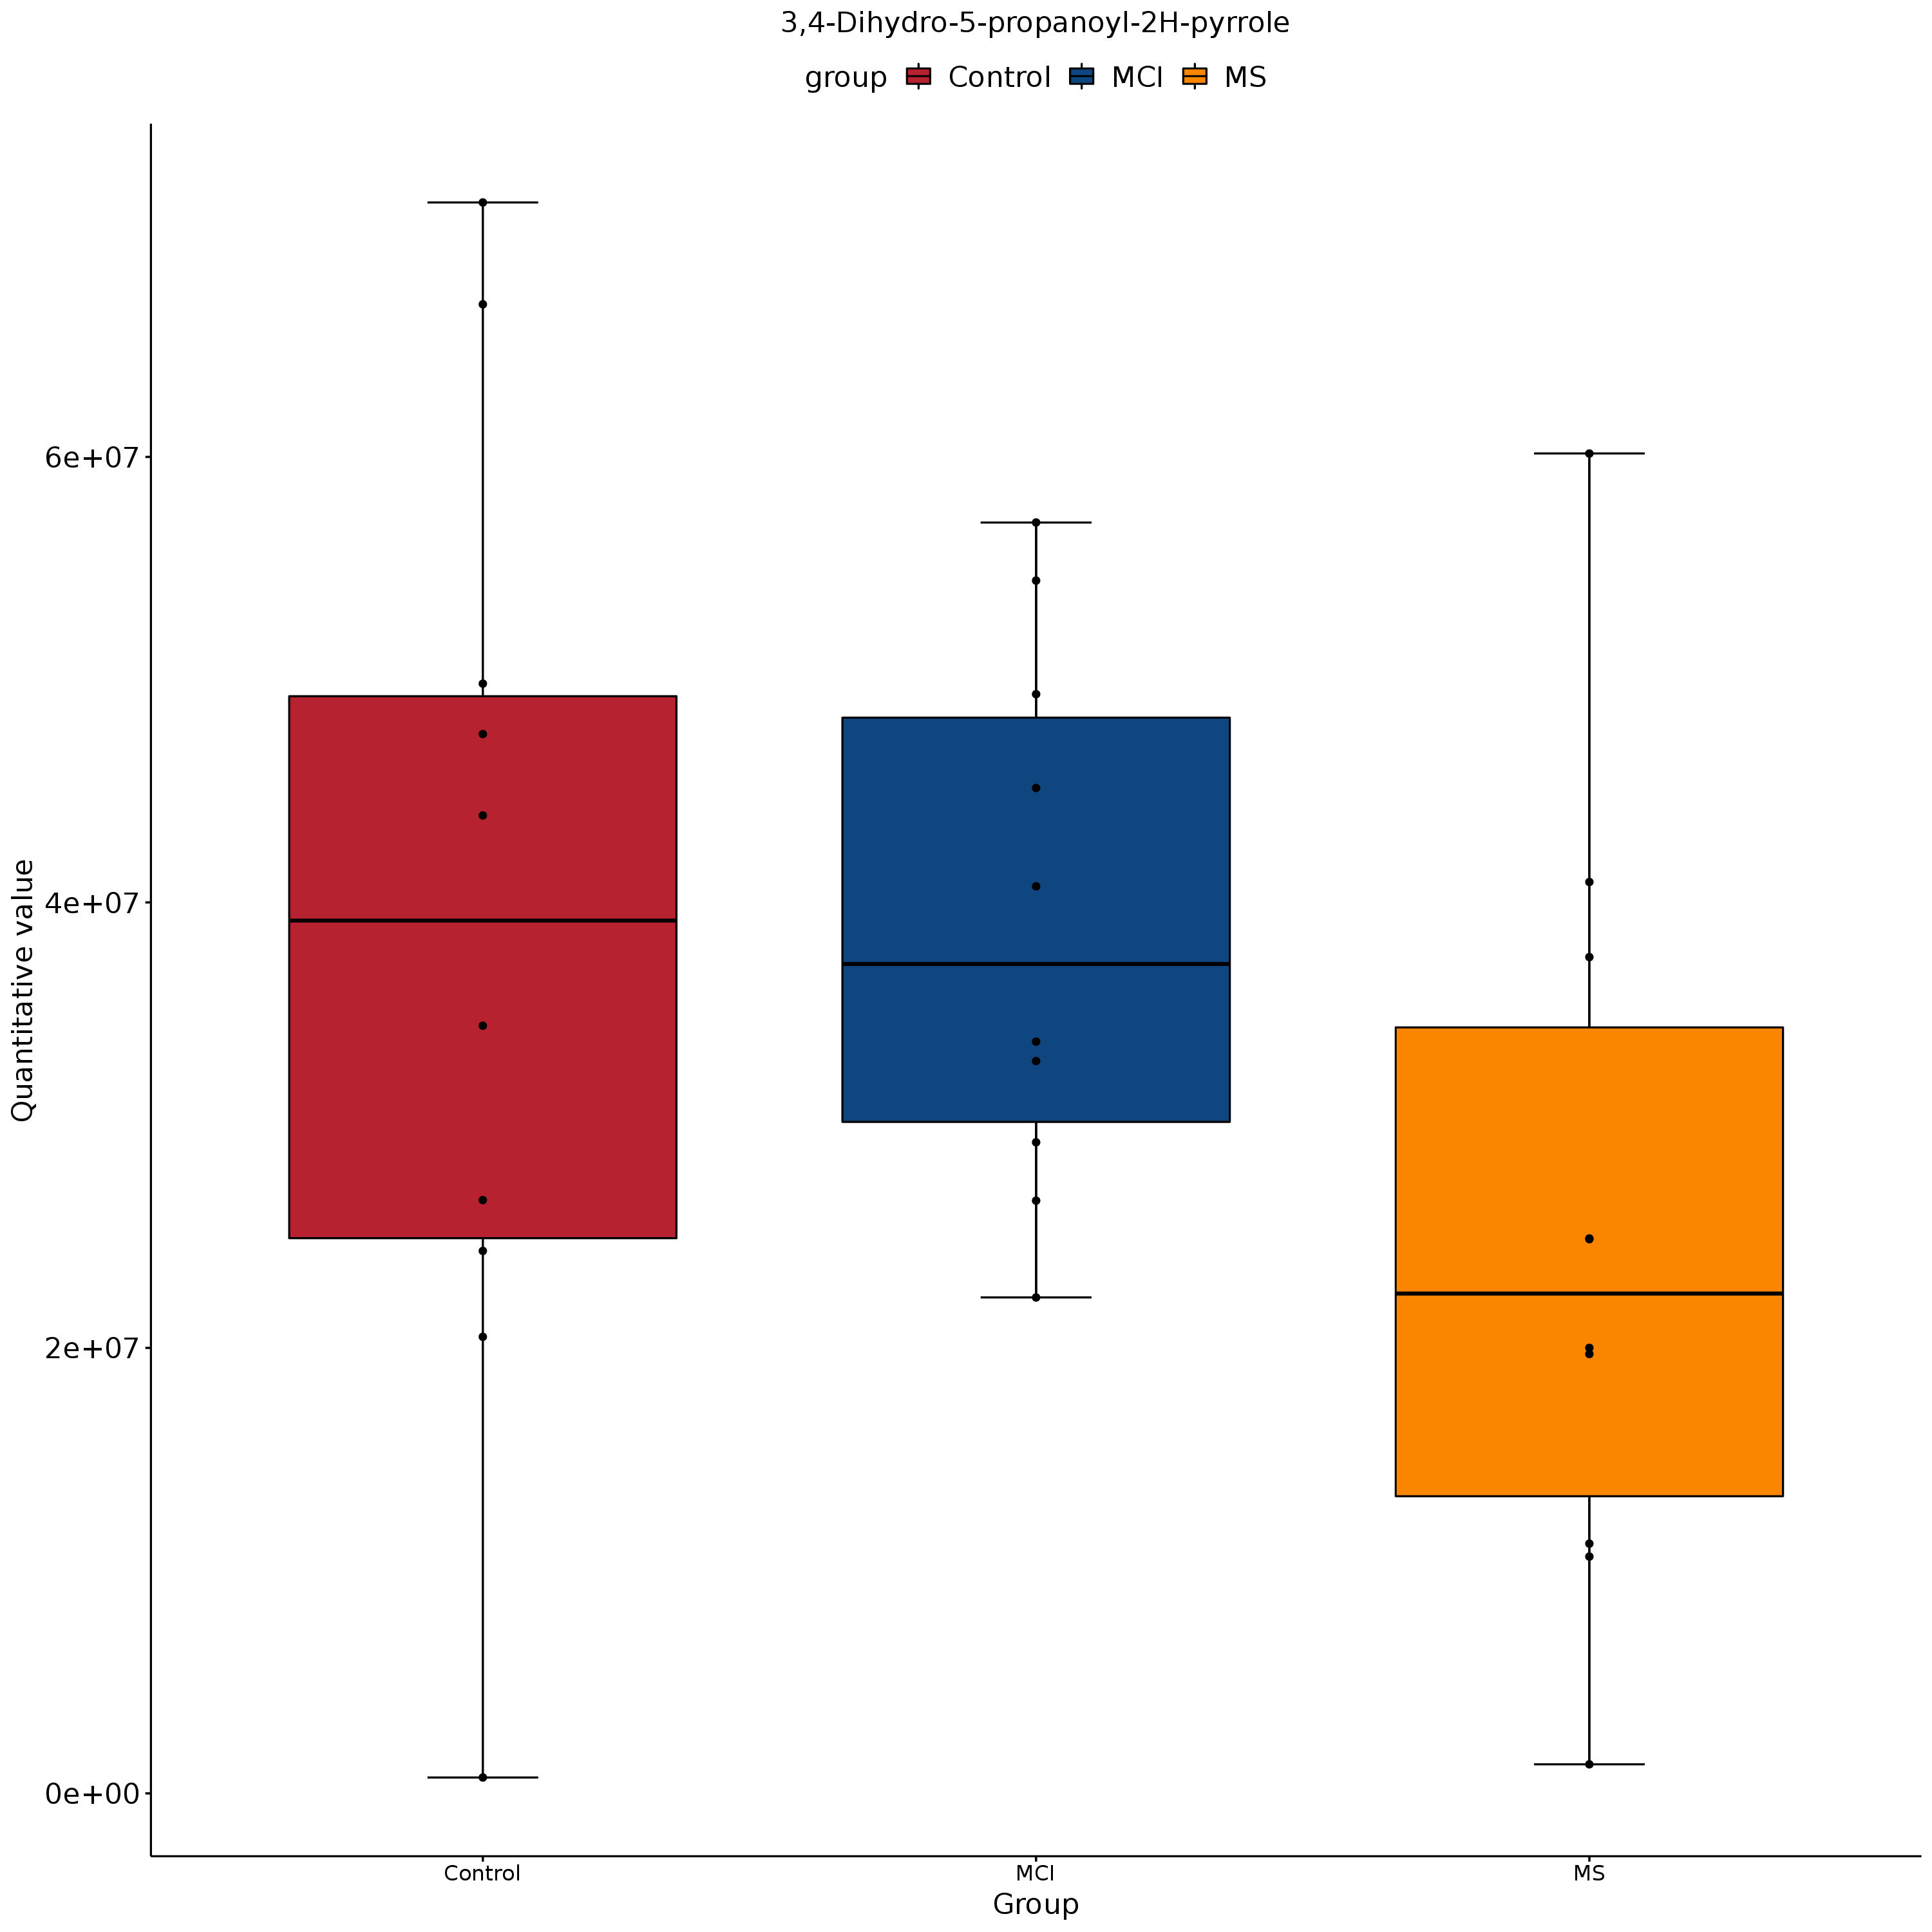 3,4-Dihydro-5-propanoyl-2H-pyrrole
group Control MCI MS
Quantitative value
6e+07
4e+07
2e+07
0e+00
Control MCI MS
Group